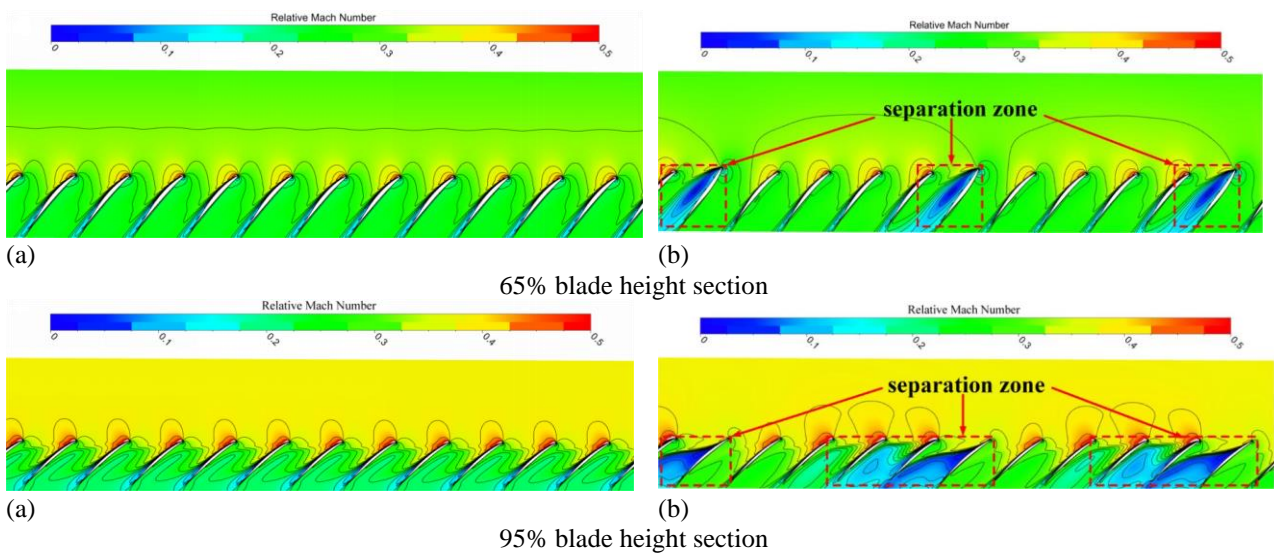 Relative Mach Number
0 0.1 0.2 0.3 0.4 0.5
Relative Mach Number
0 0.1 0.2 0.3 0.4 0.5
separation zone
(a)
(b)
65% blade height section
Relative Mach Number
0 0.1 0.2 0.3 0.4 0.5
Relative Mach Number
0 0.1 0.2 0.3 0.4 0.5
separation zone
(a)
(b)
95% blade height section